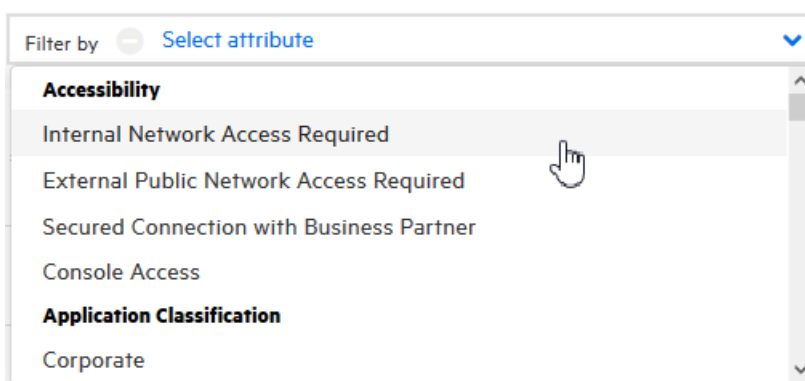 Filter by Select attribute
Accessibility
Internal Network Access Required
External Public Network Access Required
Secured Connection with Business Partner
Console Access
Application Classification
Corporate